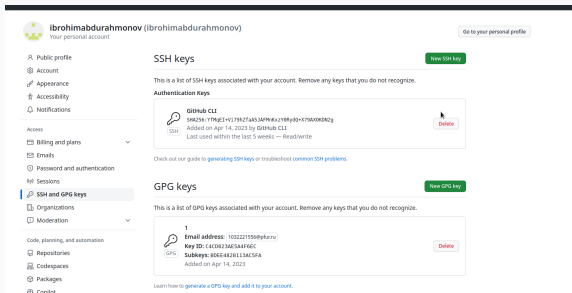 ibrohimabdurahmonov (ibrohimabdurahmonov)
Your personal account
Go to your personal profile
Public profile
Account
Appearance
Accessibility
Notifications
Access
Billing and plans
Emails
Password and authentication
Sessions
SSH and GPG keys
Organizations
Moderation
Code, planning, and automation
Repositories
Codespaces
Packages
Copilot
SSH keys
New SSH key
This is a list of SSH keys associated with your account. Remove any keys that you do not recognize.
Authentication Keys
GitHub CLI
Added on Apr 14, 2023 by GitHub CLI
Last used within the last 5 weeks — Read/write
SSH
Delete
Check out our guide to generating SSH keys or troubleshoot common SSH problems.
GPG keys
New GPG key
This is a list of GPG keys associated with your account. Remove any keys that you do not recognize.
1
Email address: 1032221556@pfur.ru
Key ID: C4CD823AE5A4F6EC
Subkeys: BDEE4828113AC5FA
Added on Apr 14, 2023
GPG
Delete
Learn how to generate a GPG key and add it to your account.